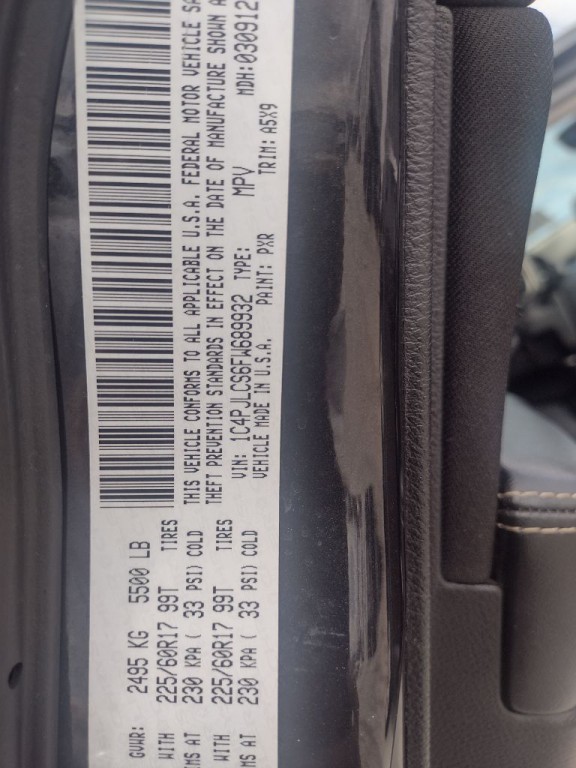 GVWR: 2495 KG 5500 LB
WITH 225/60R17 99T TIRES
MS AT 230 KPA ( 33 PSI) COLD
WITH 225/60R17 99T TIRES
MS AT 230 KPA ( 33 PSI) COLD
THIS VEHICLE CONFORMS TO ALL APPLICABLE U.S.A. FEDERAL MOTOR VEHICLE SA
THEFT PREVENTION STANDARDS IN EFFECT ON THE DATE OF MANUFACTURE SHOWN A
VIN: 1C4PJLCS6FW689932 TYPE: MPV MDH:030912
VEHICLE MADE IN U.S.A. PAINT: PXR TRIM: A5X9